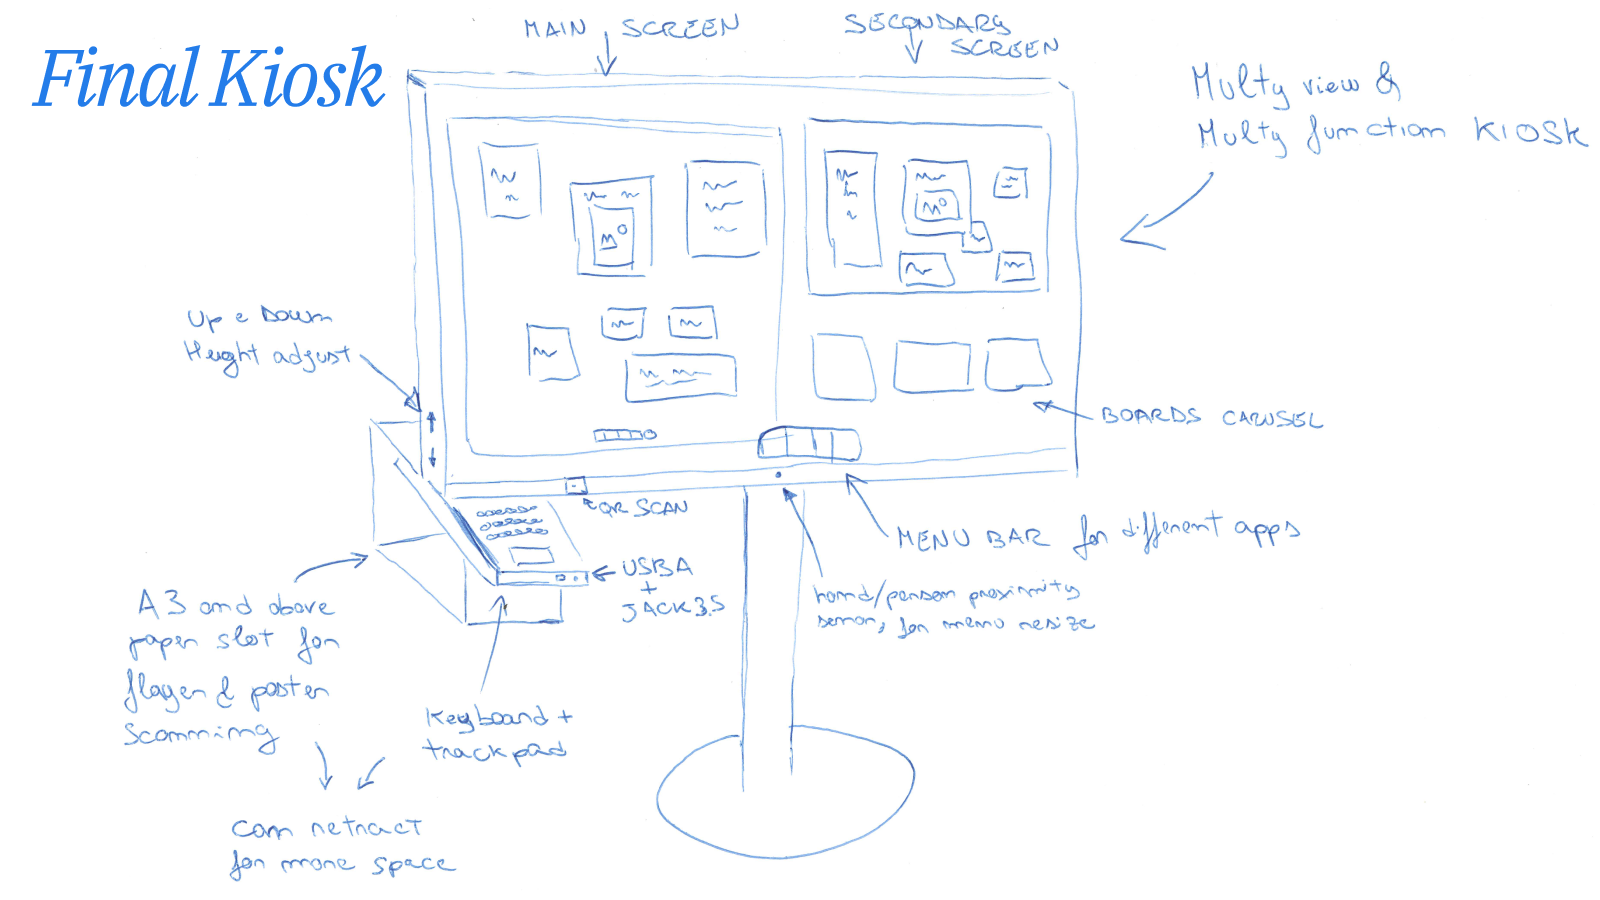 Final Kiosk
MAIN SCREEN
SECONDARY
SCREEN
Multy view &
Multy function KIOSK
Up e Down
Height adjust
BOARDS CARUSEL
QR SCAN
MENU BAR for different apps
USBA
+
JACK 3.5
hand/person proximity
sensor, for menu resize
A3 and above
paper slot for
flayer & poster
scanning
Keyboard +
trackpad
can retract
for more space